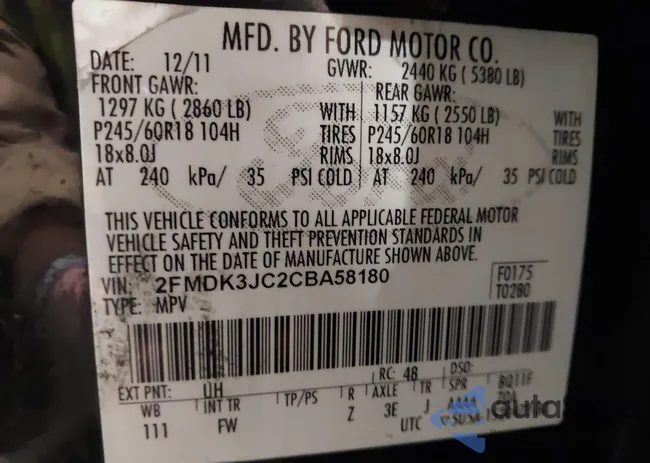 MFD. BY FORD MOTOR CO.
DATE: 12/11 GVWR: 2440 KG ( 5380 LB)
FRONT GAWR: REAR GAWR:
1297 KG ( 2860 LB) WITH 1157 KG ( 2550 LB) WITH
P245/60R18 104H TIRES P245/60R18 104H TIRES
18x8.0J RIMS 18x8.0J RIMS
AT 240 kPa/ 35 PSI COLD AT 240 kPa/ 35 PSI COLD
THIS VEHICLE CONFORMS TO ALL APPLICABLE FEDERAL MOTOR
VEHICLE SAFETY AND THEFT PREVENTION STANDARDS IN
EFFECT ON THE DATE OF MANUFACTURE SHOWN ABOVE.
VIN: 2FMDK3JC2CBA58180 F0175
TYPE: MPV T0280
RC: 48 DSO:
EXT PNT: UH
WB INT TR TP/PS R AXLE TR SPR
111 FW Z 3E J AAAA
UTC